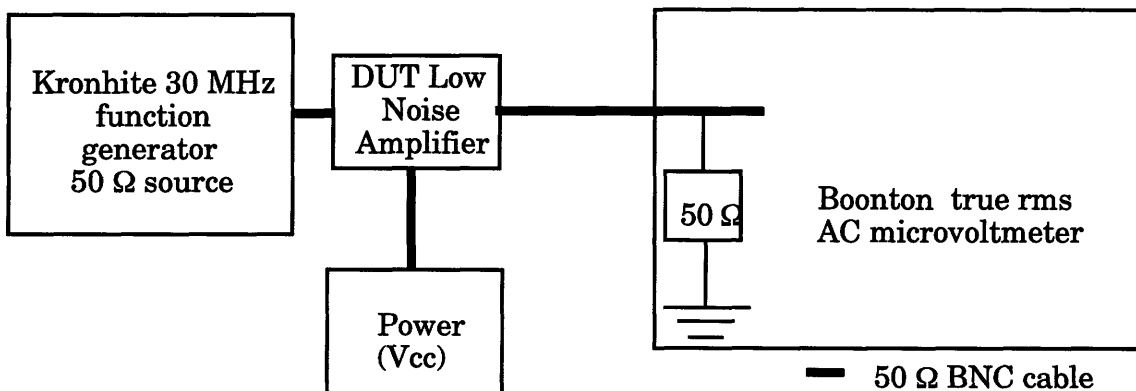 Kronhite 30 MHz
function
generator
50 Ω source
DUT Low
Noise
Amplifier
Power
(Vcc)
50 Ω
Boonton true rms
AC microvoltmeter
50 Ω BNC cable